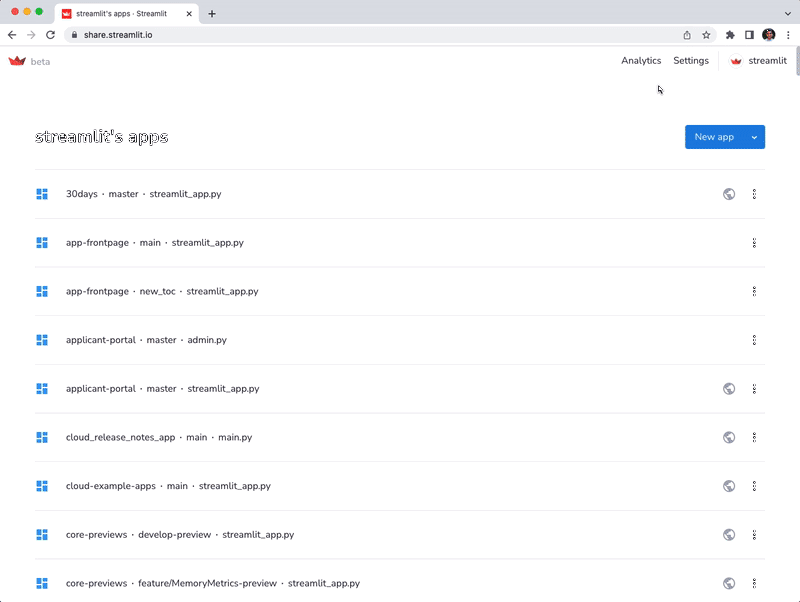 streamlit's apps · Streamlit
share.streamlit.io
beta
Analytics Settings streamlit
streamlit's apps
New app
30days · master · streamlit_app.py
app-frontpage · main · streamlit_app.py
app-frontpage · new_toc · streamlit_app.py
applicant-portal · master · admin.py
applicant-portal · master · streamlit_app.py
cloud_release_notes_app · main · main.py
cloud-example-apps · main · streamlit_app.py
core-previews · develop-preview · streamlit_app.py
core-previews · feature/MemoryMetrics-preview · streamlit_app.py